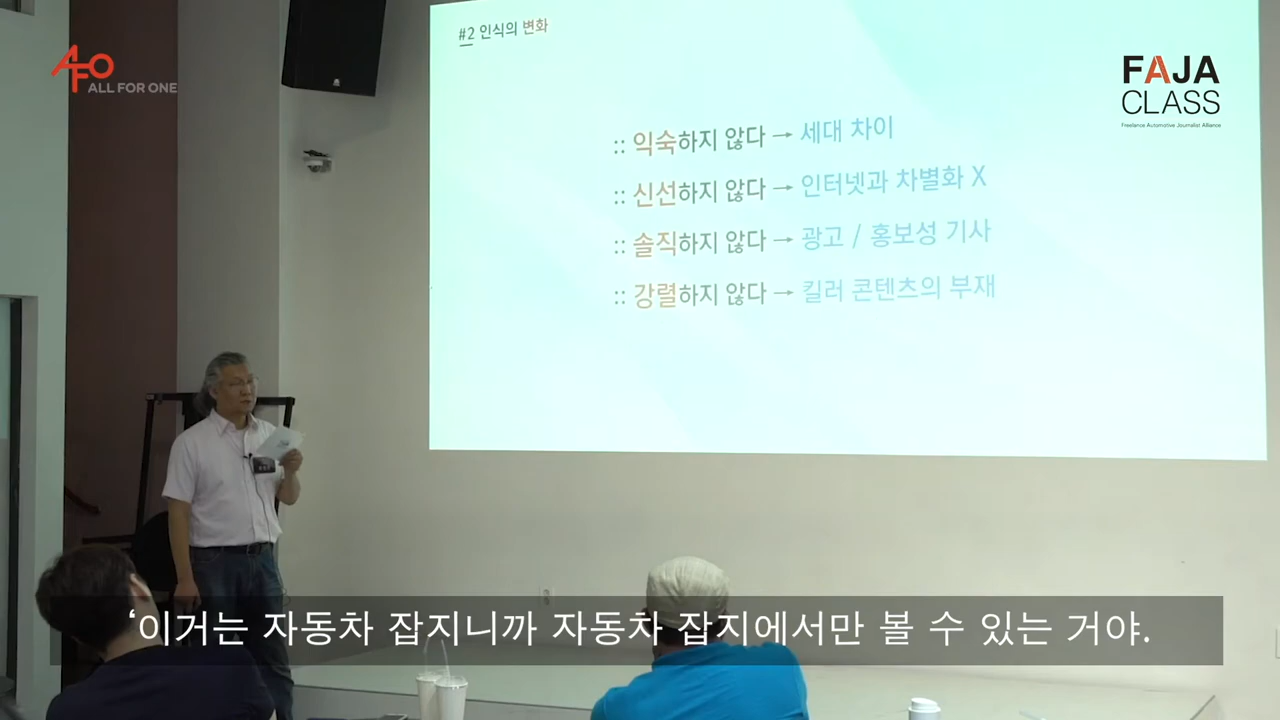 #2 인식의 변화
AFO
ALL FOR ONE
FAJA
CLASS
Freelance Automotive Journalist Alliance
:: 익숙하지 않다 → 세대 차이
:: 신선하지 않다 → 인터넷과 차별화 X
:: 솔직하지 않다 → 광고 / 홍보성 기사
:: 강렬하지 않다 → 킬러 콘텐츠의 부재
‘이거는 자동차 잡지니까 자동차 잡지에서만 볼 수 있는 거야.